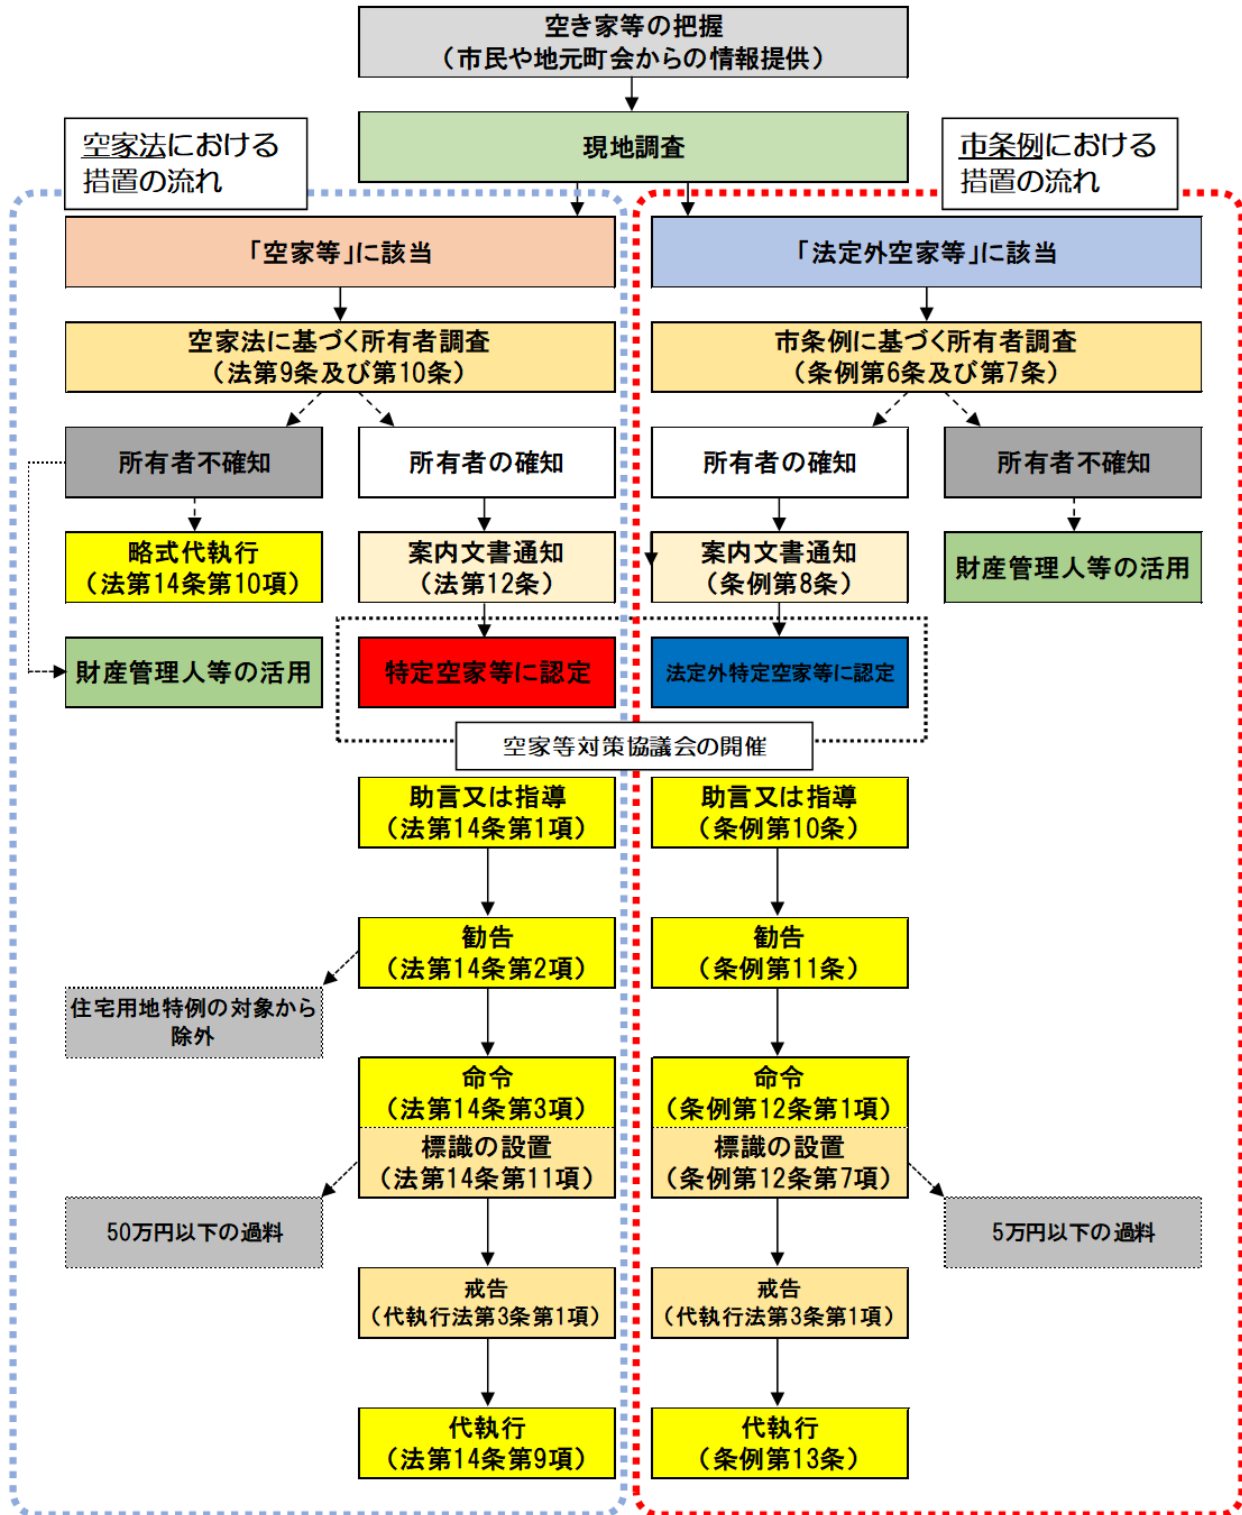 空き家等の把握
（市民や地元町会からの情報提供）
現地調査
空家法における
措置の流れ
市条例における
措置の流れ
「空家等」に該当
「法定外空家等」に該当
空家法に基づく所有者調査
（法第9条及び第10条）
市条例に基づく所有者調査
（条例第6条及び第7条）
所有者不確知
所有者の確知
所有者の確知
所有者不確知
略式代執行
（法第14条第10項）
案内文書通知
（法第12条）
案内文書通知
（条例第8条）
財産管理人等の活用
財産管理人等の活用
特定空家等に認定
法定外特定空家等に認定
空家等対策協議会の開催
助言又は指導
（法第14条第1項）
助言又は指導
（条例第10条）
勧告
（法第14条第2項）
勧告
（条例第11条）
住宅用地特例の対象から
除外
命令
（法第14条第3項）
命令
（条例第12条第1項）
標識の設置
（法第14条第11項）
標識の設置
（条例第12条第7項）
50万円以下の過料
5万円以下の過料
戒告
（代執行法第3条第1項）
戒告
（代執行法第3条第1項）
代執行
（法第14条第9項）
代執行
（条例第13条）